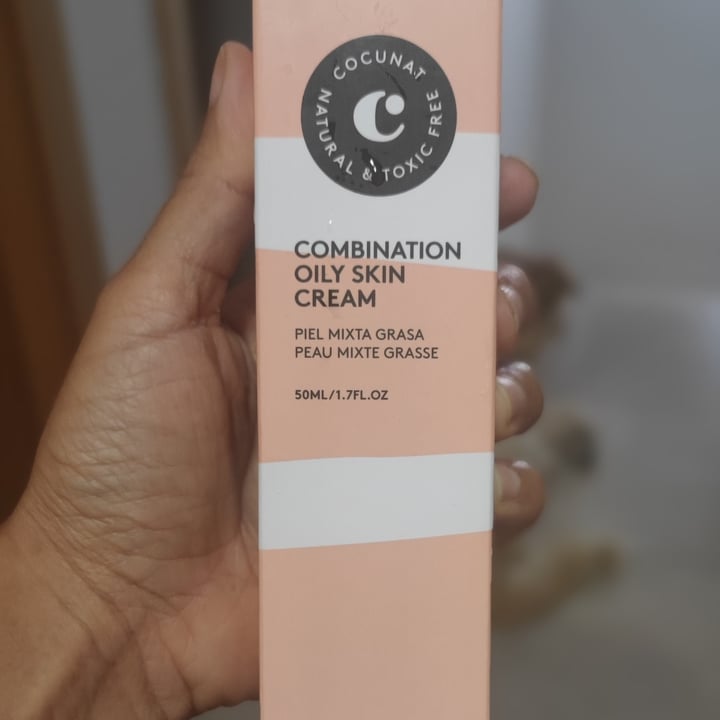 COCUNAT
NATURAL & TOXIC FREE
C
COMBINATION
OILY SKIN
CREAM
PIEL MIXTA GRASA
PEAU MIXTE GRASSE
50ML/1.7FL.OZ